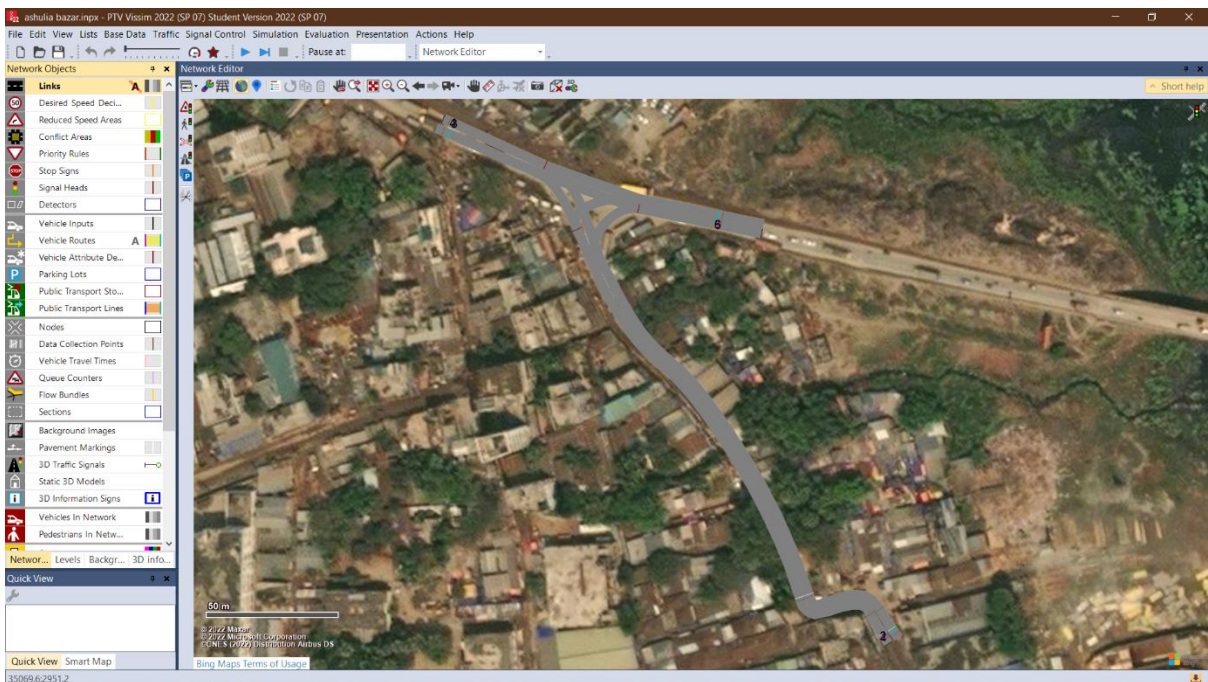 ashulia bazar.inpx - PTV Vissim 2022 (SP 07) Student Version 2022 (SP 07)
File Edit View Lists Base Data Traffic Signal Control Simulation Evaluation Presentation Actions Help
Pause at:
Network Editor
Network Objects
Network Editor
Links
Short help
Desired Speed Deci...
Reduced Speed Areas
Conflict Areas
Priority Rules
Stop Signs
Signal Heads
Detectors
Vehicle Inputs
Vehicle Routes
Vehicle Attribute De...
Parking Lots
Public Transport Sto...
Public Transport Lines
Nodes
Data Collection Points
Vehicle Travel Times
Queue Counters
Flow Bundles
Sections
Background Images
Pavement Markings
3D Traffic Signals
Static 3D Models
3D Information Signs
Vehicles In Network
Pedestrians In Netw...
Networ... Levels Backgr... 3D info...
Quick View
Quick View Smart Map
35069.6:2951.2
50 m
© 2022 Maxar
© 2022 Microsoft Corporation
©CNES (2022) Distribution Airbus DS
Bing Maps Terms of Usage